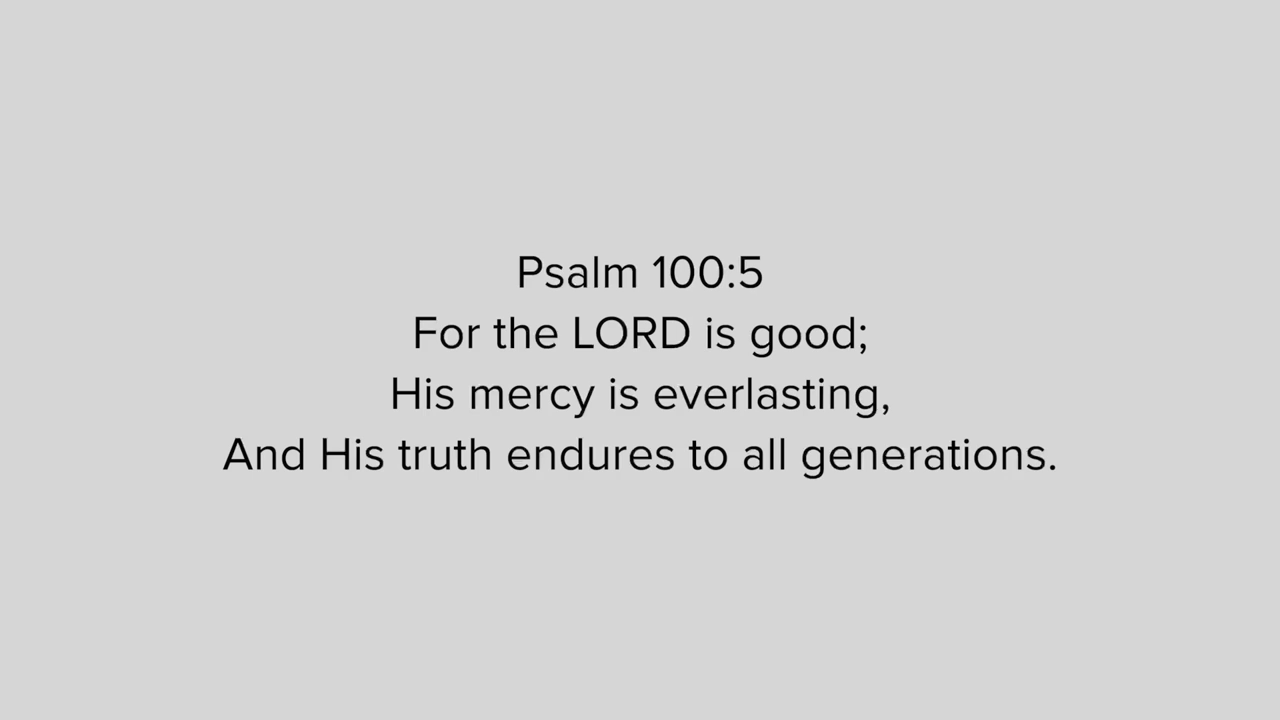 Psalm 100:5
For the LORD is good;
His mercy is everlasting,
And His truth endures to all generations.